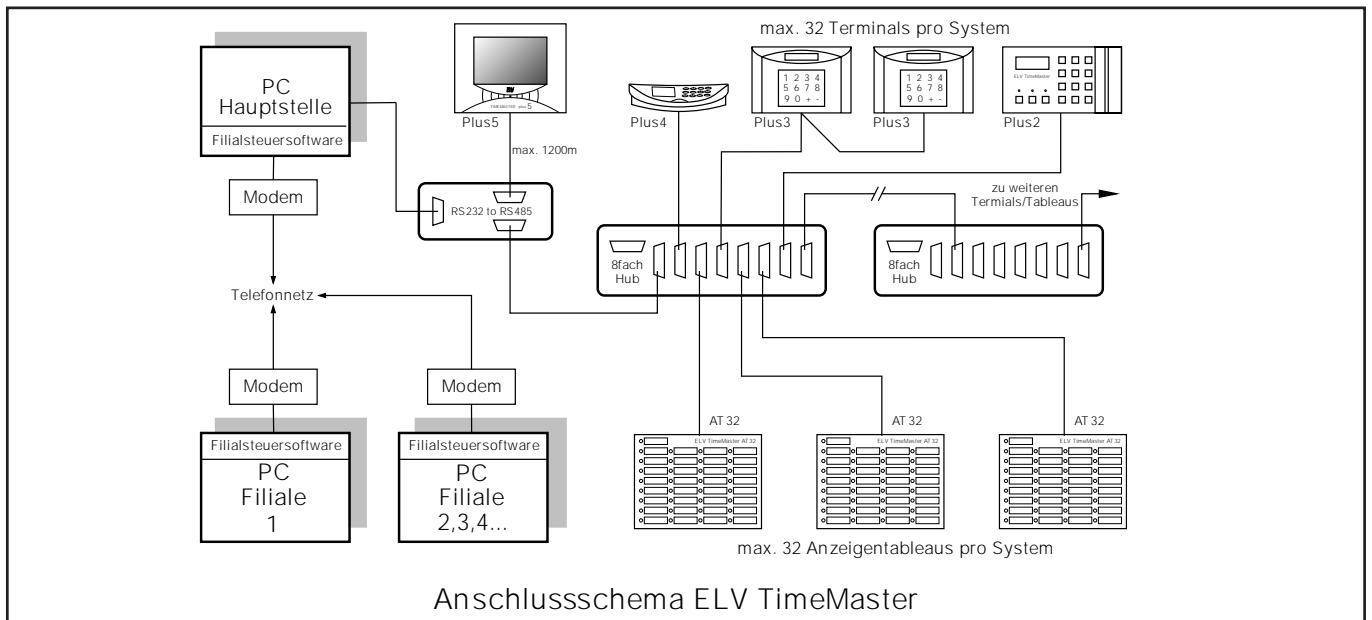 max. 32 Terminals pro System
PC
Hauptstelle
Filialsteuersoftware
ELV
TIMEMASTER plus 5
Plus5
Plus4
1 2 3 4
5 6 7 8
9 0 + -
Plus3
1 2 3 4
5 6 7 8
9 0 + -
Plus3
ELV TimeMaster
Plus2
max. 1200m
Modem
RS232 to RS485
zu weiteren
Termials/Tableaus
8fach
Hub
8fach
Hub
Telefonnetz
Modem
Modem
Filialsteuersoftware
PC
Filiale
1
Filialsteuersoftware
PC
Filiale
2,3,4...
AT 32
ELV TimeMaster AT 32
AT 32
ELV TimeMaster AT 32
AT 32
ELV TimeMaster AT 32
max. 32 Anzeigentableaus pro System
Anschlussschema ELV TimeMaster